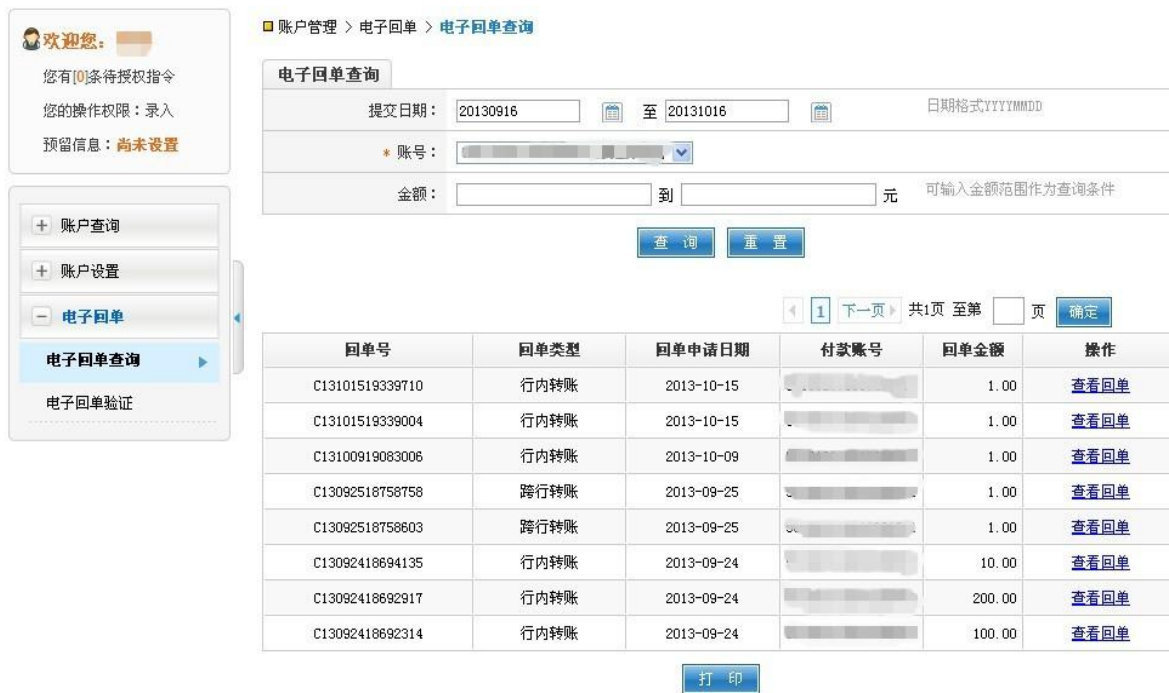 账户管理 > 电子回单 > 电子回单查询
欢迎您：
您有[0]条待授权指令
您的操作权限：录入
预留信息：尚未设置
账户查询
账户设置
电子回单
电子回单查询
电子回单验证
电子回单查询
提交日期： 20130916 至 20131016 日期格式YYYYMMDD
* 账号：
金额： 到 元 可输入金额范围作为查询条件
查 询 重 置
1 下一页 共1页 至第 页 确定
回单号 回单类型 回单申请日期 付款账号 回单金额 操作
C13101519339710 行内转账 2013-10-15 1.00 查看回单
C13101519339004 行内转账 2013-10-15 1.00 查看回单
C13100919083006 行内转账 2013-10-09 1.00 查看回单
C13092518758758 跨行转账 2013-09-25 1.00 查看回单
C13092518758603 跨行转账 2013-09-25 1.00 查看回单
C13092418694135 行内转账 2013-09-24 10.00 查看回单
C13092418692917 行内转账 2013-09-24 200.00 查看回单
C13092418692314 行内转账 2013-09-24 100.00 查看回单
打 印